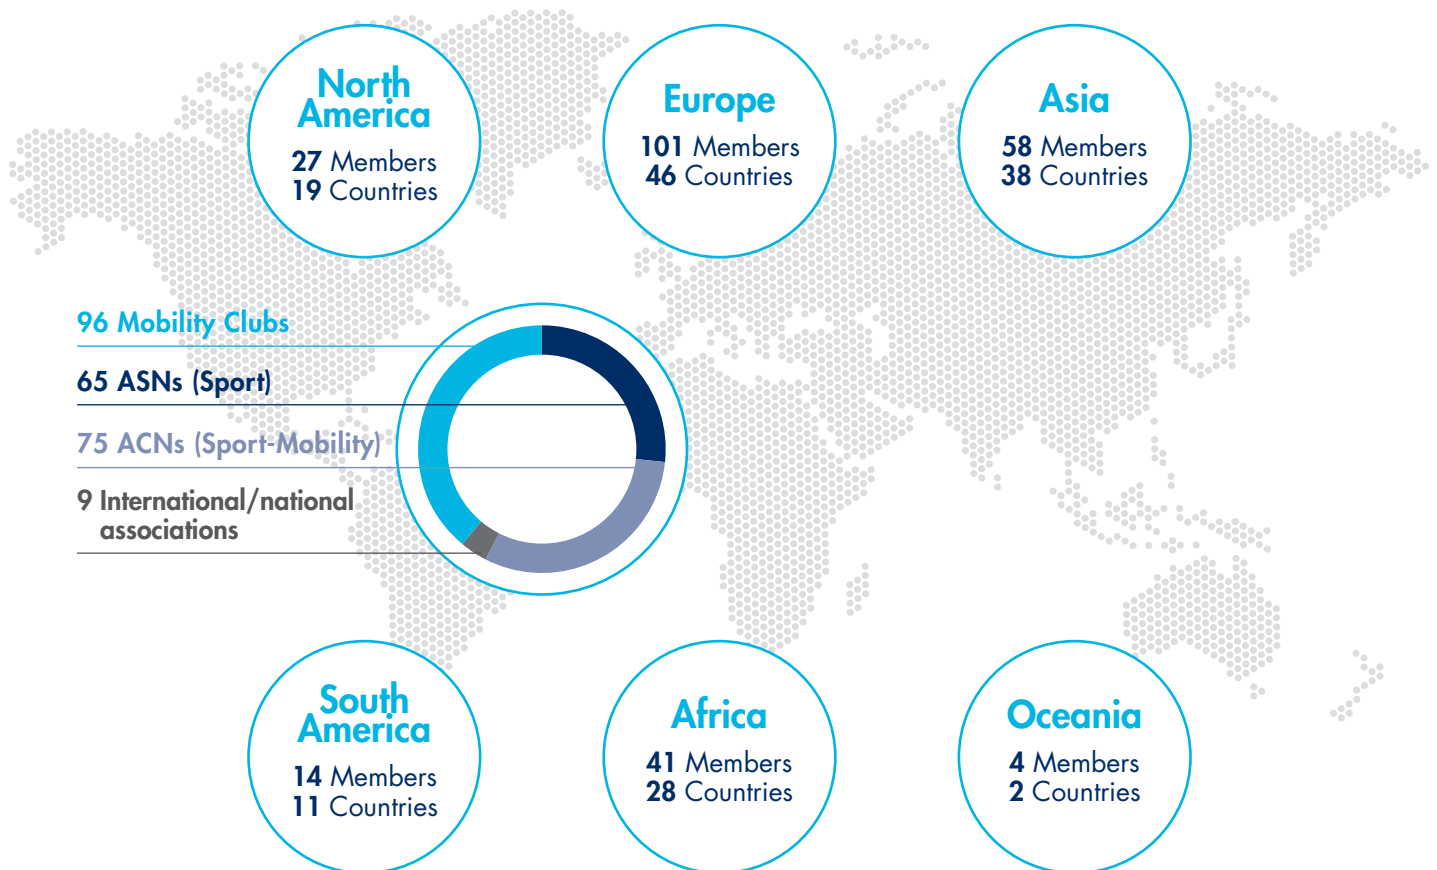 North
America
27 Members
19 Countries
Europe
101 Members
46 Countries
Asia
58 Members
38 Countries
96 Mobility Clubs
65 ASNs (Sport)
75 ACNs (Sport-Mobility)
9 International/national
associations
South
America
14 Members
11 Countries
Africa
41 Members
28 Countries
Oceania
4 Members
2 Countries